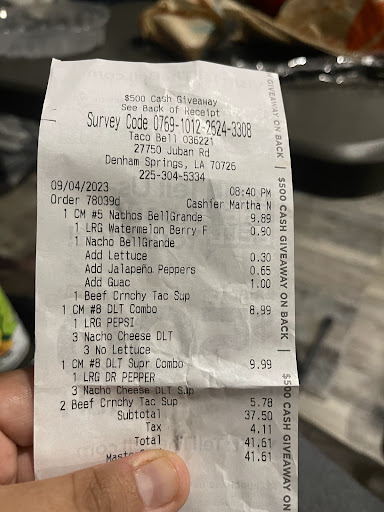 $500 Cash Giveaway
See Back of Receipt
Survey Code 0769-1012-2624-3308
Taco Bell 036221
27750 Juban Rd
Denham Springs, LA 70726
225-304-5334
09/04/2023 08:40 PM
Order 78039d Cashier Martha N
1 CM #5 Nathos BellGrande 9.89
1 LRG Watermelon Berry F 0.90
1 Nacho BellGrande
Add Lettuce 0.30
Add Jalapeño Peppers 0.65
Add Guac 1.00
1 Beef Crnchy Tac Sup
1 CM #8 DLT Combo 8.99
1 LRG PEPSI
3 Nacho Cheese DLT
3 No Lettuce
1 CM #8 DLT Supr Combo 9.99
1 LRG DR PEPPER
3 Nacho Cheese DLT Sup
2 Beef Crnchy Tac Sup 5.78
Subtotal 37.50
Tax 4.11
Total 41.61
41.61
GIVEAWAY ON BACK
$500 CASH GIVEAWAY ON BACK
$500 CASH GIVEAWAY ON